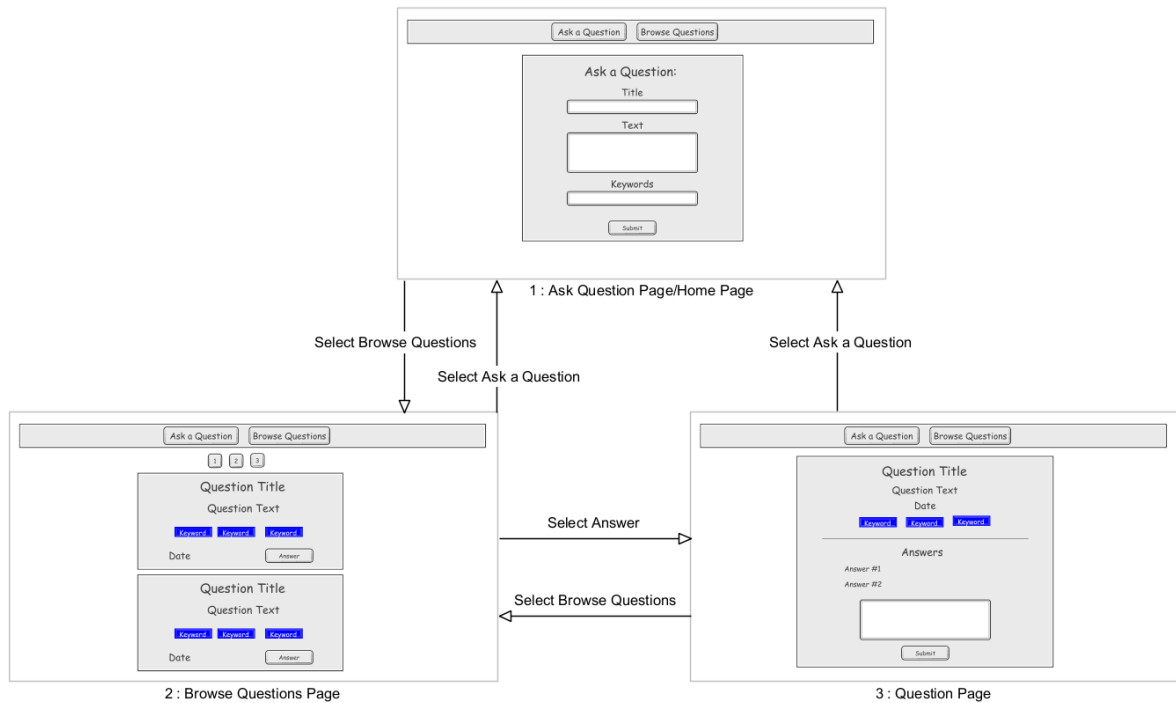 Ask a Question Browse Questions
Ask a Question:
Title
Text
Keywords
Submit
1 : Ask Question Page/Home Page
Select Browse Questions
Select Ask a Question
Select Ask a Question
Ask a Question Browse Questions
1 2 3
Question Title
Question Text
Keyword Keyword Keyword
Date Answer
Question Title
Question Text
Keyword Keyword Keyword
Date Answer
2 : Browse Questions Page
Select Answer
Select Browse Questions
Ask a Question Browse Questions
Question Title
Question Text
Date
Keyword Keyword Keyword
Answers
Answer #1
Answer #2
Submit
3 : Question Page